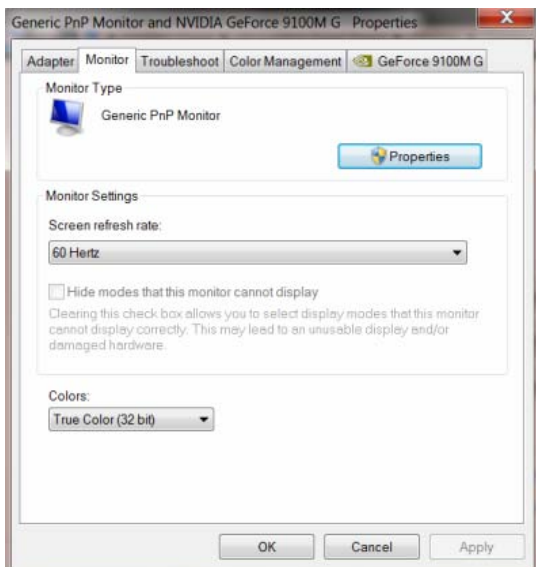 Generic PnP Monitor and NVIDIA GeForce 9100M G Properties
Adapter Monitor Troubleshoot Color Management GeForce 9100M G
Monitor Type
Generic PnP Monitor
Properties
Monitor Settings
Screen refresh rate:
60 Hertz
Hide modes that this monitor cannot display
Clearing this check box allows you to select display modes that this monitor
cannot display correctly. This may lead to an unusable display and/or
damaged hardware.
Colors:
True Color (32 bit)
OK Cancel Apply